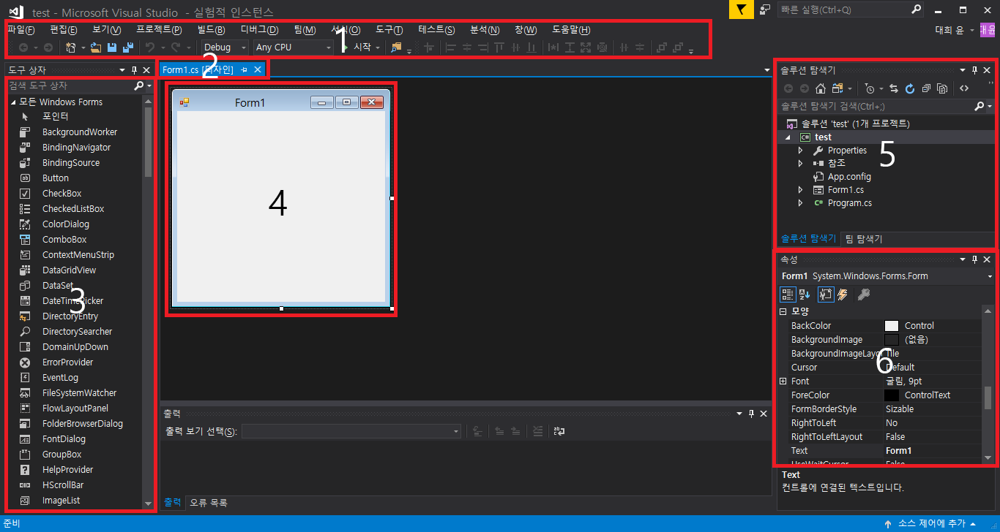 test - Microsoft Visual Studio - 실험적 인스턴스
빠른 실행(Ctrl+Q)
파일(F) 편집(E) 보기(V) 프로젝트(P) 빌드(B) 디버그(D) 팀(M) 서식(O) 도구(T) 테스트(S) 분석(N) 창(W) 도움말(H)
대희 윤
대윤
1
Debug Any CPU 시작
2
도구 상자
Form1.cs [디자인]
검색 도구 상자
모든 Windows Forms
포인터
BackgroundWorker
BindingNavigator
BindingSource
Button
CheckBox
CheckedListBox
ColorDialog
ComboBox
ContextMenuStrip
DataGridView
DataSet
DateTimePicker
3
DirectoryEntry
DirectorySearcher
DomainUpDown
ErrorProvider
EventLog
FileSystemWatcher
FlowLayoutPanel
FolderBrowserDialog
FontDialog
GroupBox
HelpProvider
HScrollBar
ImageList
Form1
4
출력
출력 보기 선택(S):
출력 오류 목록
솔루션 탐색기
솔루션 탐색기 검색(Ctrl+;)
솔루션 'test' (1개 프로젝트)
C# test
Properties
5
참조
App.config
Form1.cs
C# Program.cs
솔루션 탐색기 팀 탐색기
속성
Form1 System.Windows.Forms.Form
모양
BackColor Control
BackgroundImage (없음)
BackgroundImageLayou Tile
6
Cursor Default
Font 굴림, 9pt
ForeColor ControlText
FormBorderStyle Sizable
RightToLeft No
RightToLeftLayout False
Text Form1
UseWaitCursor False
Text
컨트롤에 연결된 텍스트입니다.
준비
소스 제어에 추가